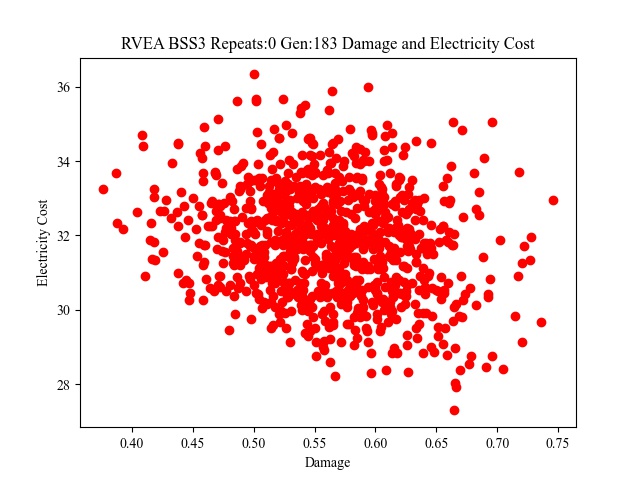 RVEA BSS3 Repeats:0 Gen:183 Damage and Electricity Cost
36
34
32
30
28
Electricity Cost
0.40 0.45 0.50 0.55 0.60 0.65 0.70 0.75
Damage